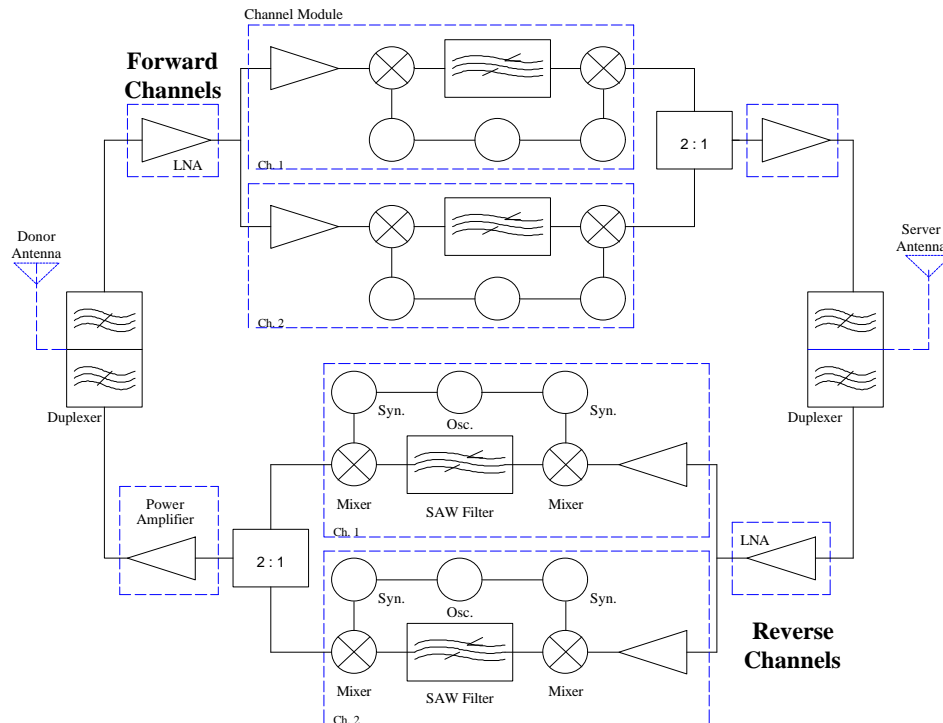 Channel Module
Forward
Channels
LNA
Ch. 1
2 : 1
Donor
Antenna
Server
Antenna
Ch. 2
Duplexer
Duplexer
Syn.
Osc.
Syn.
Mixer
SAW Filter
Mixer
Ch. 1
Power
Amplifier
2 : 1
LNA
Syn.
Osc.
Syn.
Mixer
SAW Filter
Mixer
Ch. 2
Reverse
Channels